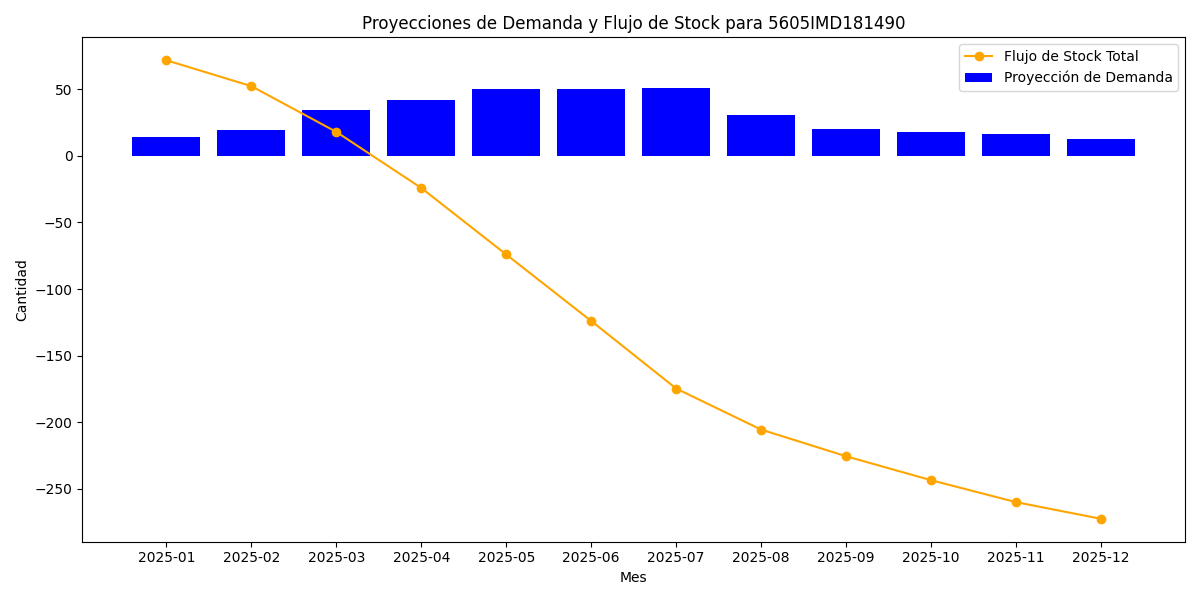 Proyecciones de Demanda y Flujo de Stock para 5605IMD181490
Flujo de Stock Total
Proyección de Demanda
Cantidad
50
0
−50
−100
−150
−200
−250
2025-01 2025-02 2025-03 2025-04 2025-05 2025-06 2025-07 2025-08 2025-09 2025-10 2025-11 2025-12
Mes